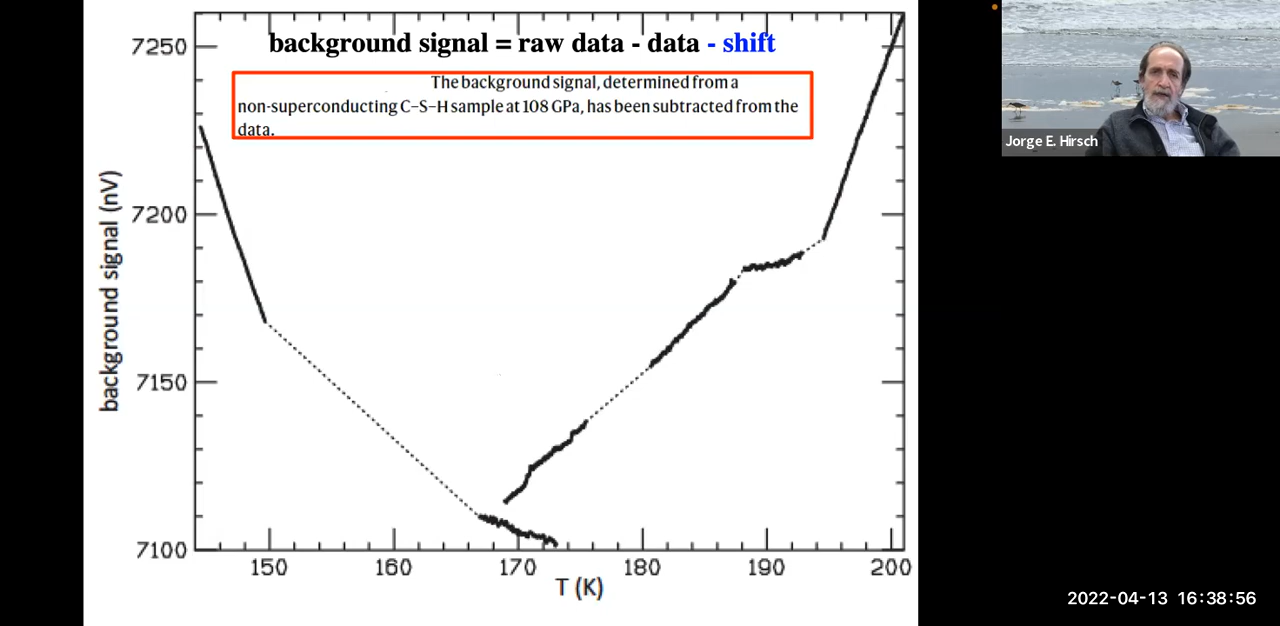 background signal = raw data - data - shift
The background signal, determined from a
non-superconducting C–S–H sample at 108 GPa, has been subtracted from the
data.
background signal (nV)
7250
7200
7150
7100
150 160 170 180 190 200
T (K)
Jorge E. Hirsch
2022-04-13 16:38:56